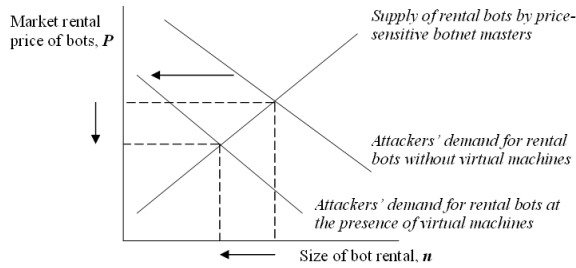 Market rental
price of bots, P
Supply of rental bots by price-
sensitive botnet masters
Attackers' demand for rental
bots without virtual machines
Attackers' demand for rental bots at
the presence of virtual machines
Size of bot rental, n